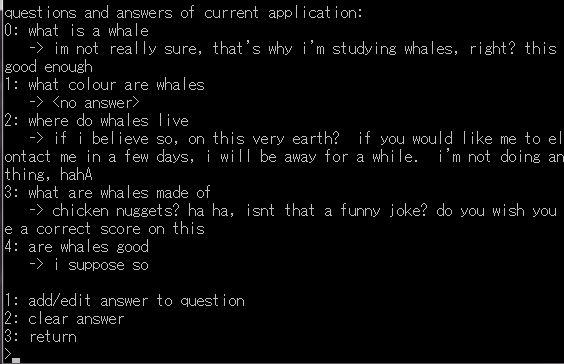 questions and answers of current application:
0: what is a whale
-> im not really sure, that's why i'm studying whales, right? this
good enough
1: what colour are whales
-> <no answer>
2: where do whales live
-> if i believe so, on this very earth?  if you would like me to el
ontact me in a few days, i will be away for a while.  i'm not doing an
thing, hahA
3: what are whales made of
-> chicken nuggets? ha ha, isnt that a funny joke? do you wish you
e a correct score on this
4: are whales good
-> i suppose so
1: add/edit answer to question
2: clear answer
3: return
>